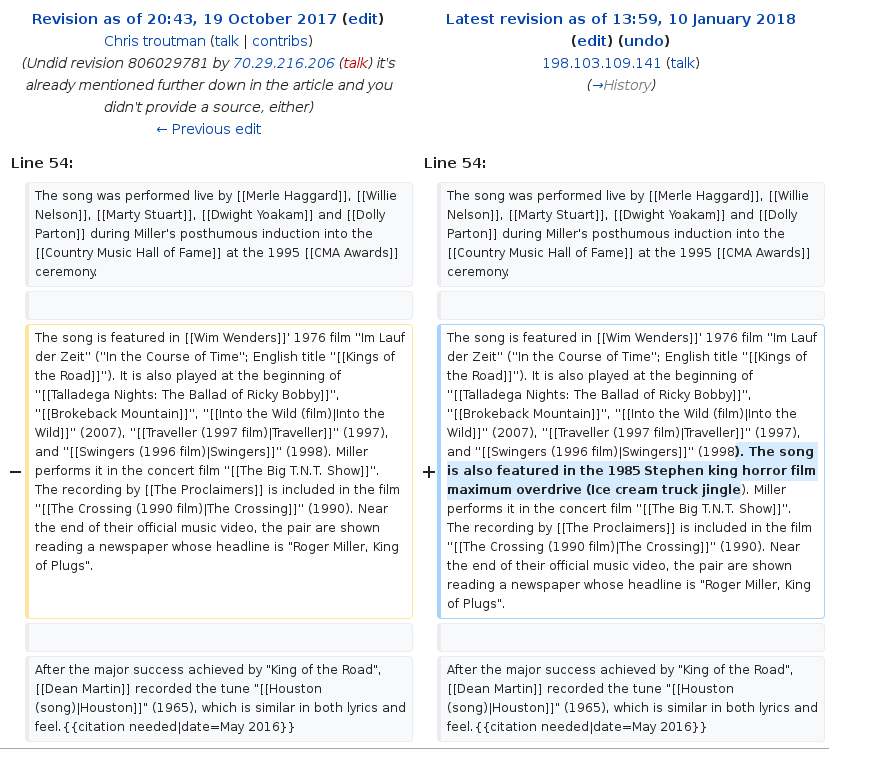 Revision as of 20:43, 19 October 2017 (edit)
Chris troutman (talk | contribs)
(Undid revision 806029781 by 70.29.216.206 (talk) it's
already mentioned further down in the article and you
didn't provide a source, either)
← Previous edit
Latest revision as of 13:59, 10 January 2018
(edit) (undo)
198.103.109.141 (talk)
(→History)
Line 54:
Line 54:
The song was performed live by [[Merle Haggard]], [[Willie
Nelson]], [[Marty Stuart]], [[Dwight Yoakam]] and [[Dolly
Parton]] during Miller's posthumous induction into the
[[Country Music Hall of Fame]] at the 1995 [[CMA Awards]]
ceremony.
The song was performed live by [[Merle Haggard]], [[Willie
Nelson]], [[Marty Stuart]], [[Dwight Yoakam]] and [[Dolly
Parton]] during Miller's posthumous induction into the
[[Country Music Hall of Fame]] at the 1995 [[CMA Awards]]
ceremony.
−
The song is featured in [[Wim Wenders]]' 1976 film ''Im Lauf
der Zeit'' (''In the Course of Time''; English title ''[[Kings of
the Road]]''). It is also played at the beginning of
''[[Talladega Nights: The Ballad of Ricky Bobby]]'',
''[[Brokeback Mountain]]'', ''[[Into the Wild (film)|Into the
Wild]]'' (2007), ''[[Traveller (1997 film)|Traveller]]'' (1997),
and ''[[Swingers (1996 film)|Swingers]]'' (1998). Miller
performs it in the concert film ''[[The Big T.N.T. Show]]''.
The recording by [[The Proclaimers]] is included in the film
''[[The Crossing (1990 film)|The Crossing]]'' (1990). Near
the end of their official music video, the pair are shown
reading a newspaper whose headline is "Roger Miller, King
of Plugs".
+
The song is featured in [[Wim Wenders]]' 1976 film ''Im Lauf
der Zeit'' (''In the Course of Time''; English title ''[[Kings of
the Road]]''). It is also played at the beginning of
''[[Talladega Nights: The Ballad of Ricky Bobby]]'',
''[[Brokeback Mountain]]'', ''[[Into the Wild (film)|Into the
Wild]]'' (2007), ''[[Traveller (1997 film)|Traveller]]'' (1997),
and ''[[Swingers (1996 film)|Swingers]]'' (1998). The song
is also featured in the 1985 Stephen king horror film
maximum overdrive (Ice cream truck jingle). Miller
performs it in the concert film ''[[The Big T.N.T. Show]]''.
The recording by [[The Proclaimers]] is included in the film
''[[The Crossing (1990 film)|The Crossing]]'' (1990). Near
the end of their official music video, the pair are shown
reading a newspaper whose headline is "Roger Miller, King
of Plugs".
After the major success achieved by "King of the Road",
[[Dean Martin]] recorded the tune "[[Houston
(song)|Houston]]" (1965), which is similar in both lyrics and
feel.{{citation needed|date=May 2016}}
After the major success achieved by "King of the Road",
[[Dean Martin]] recorded the tune "[[Houston
(song)|Houston]]" (1965), which is similar in both lyrics and
feel.{{citation needed|date=May 2016}}